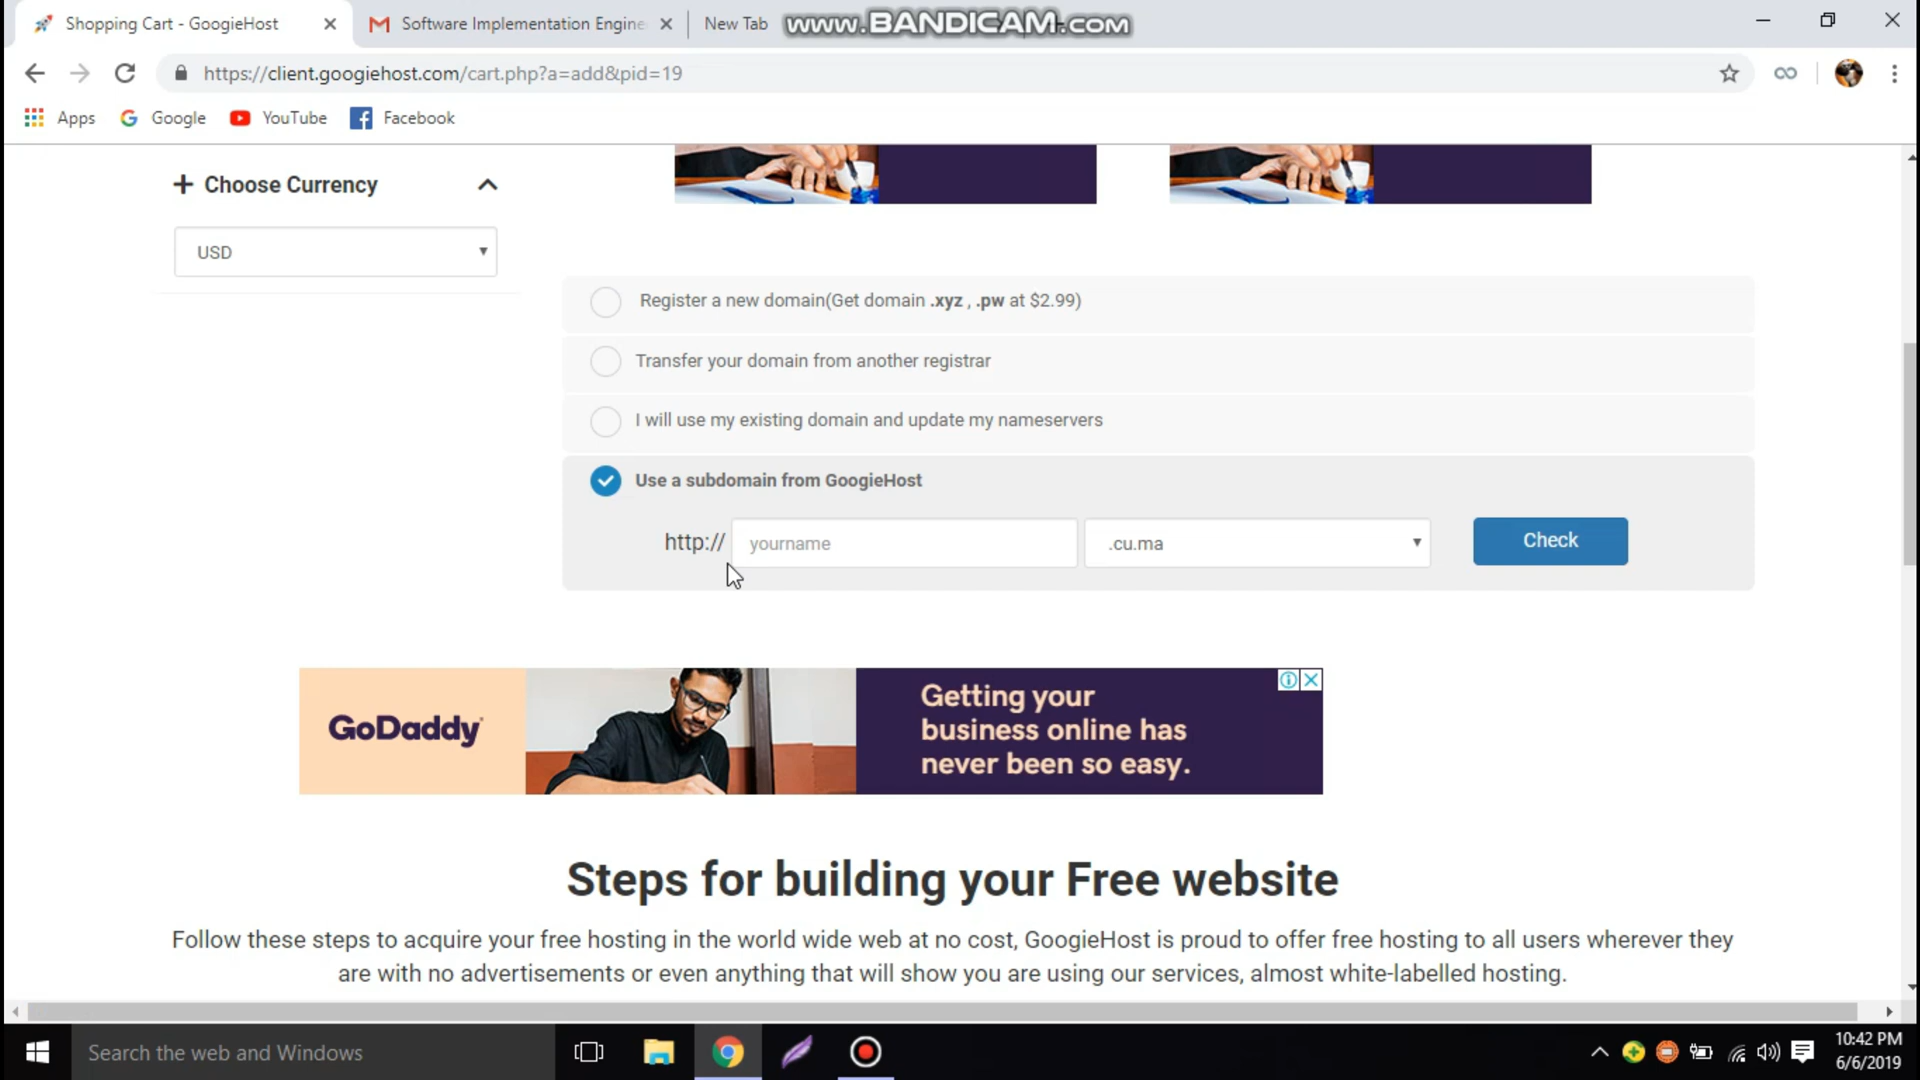 Shopping Cart - GoogieHost
Software Implementation Engine
New Tab
www.BANDICAM.com
https://client.googiehost.com/cart.php?a=add&pid=19
Apps
Google
YouTube
Facebook
Choose Currency
USD
Register a new domain(Get domain .xyz , .pw at $2.99)
Transfer your domain from another registrar
I will use my existing domain and update my nameservers
Use a subdomain from GoogieHost
http://
yourname
.cu.ma
Check
GoDaddy
Getting your
business online has
never been so easy.
Steps for building your Free website
Follow these steps to acquire your free hosting in the world wide web at no cost, GoogieHost is proud to offer free hosting to all users wherever they
are with no advertisements or even anything that will show you are using our services, almost white-labelled hosting.
Search the web and Windows
10:42 PM
6/6/2019